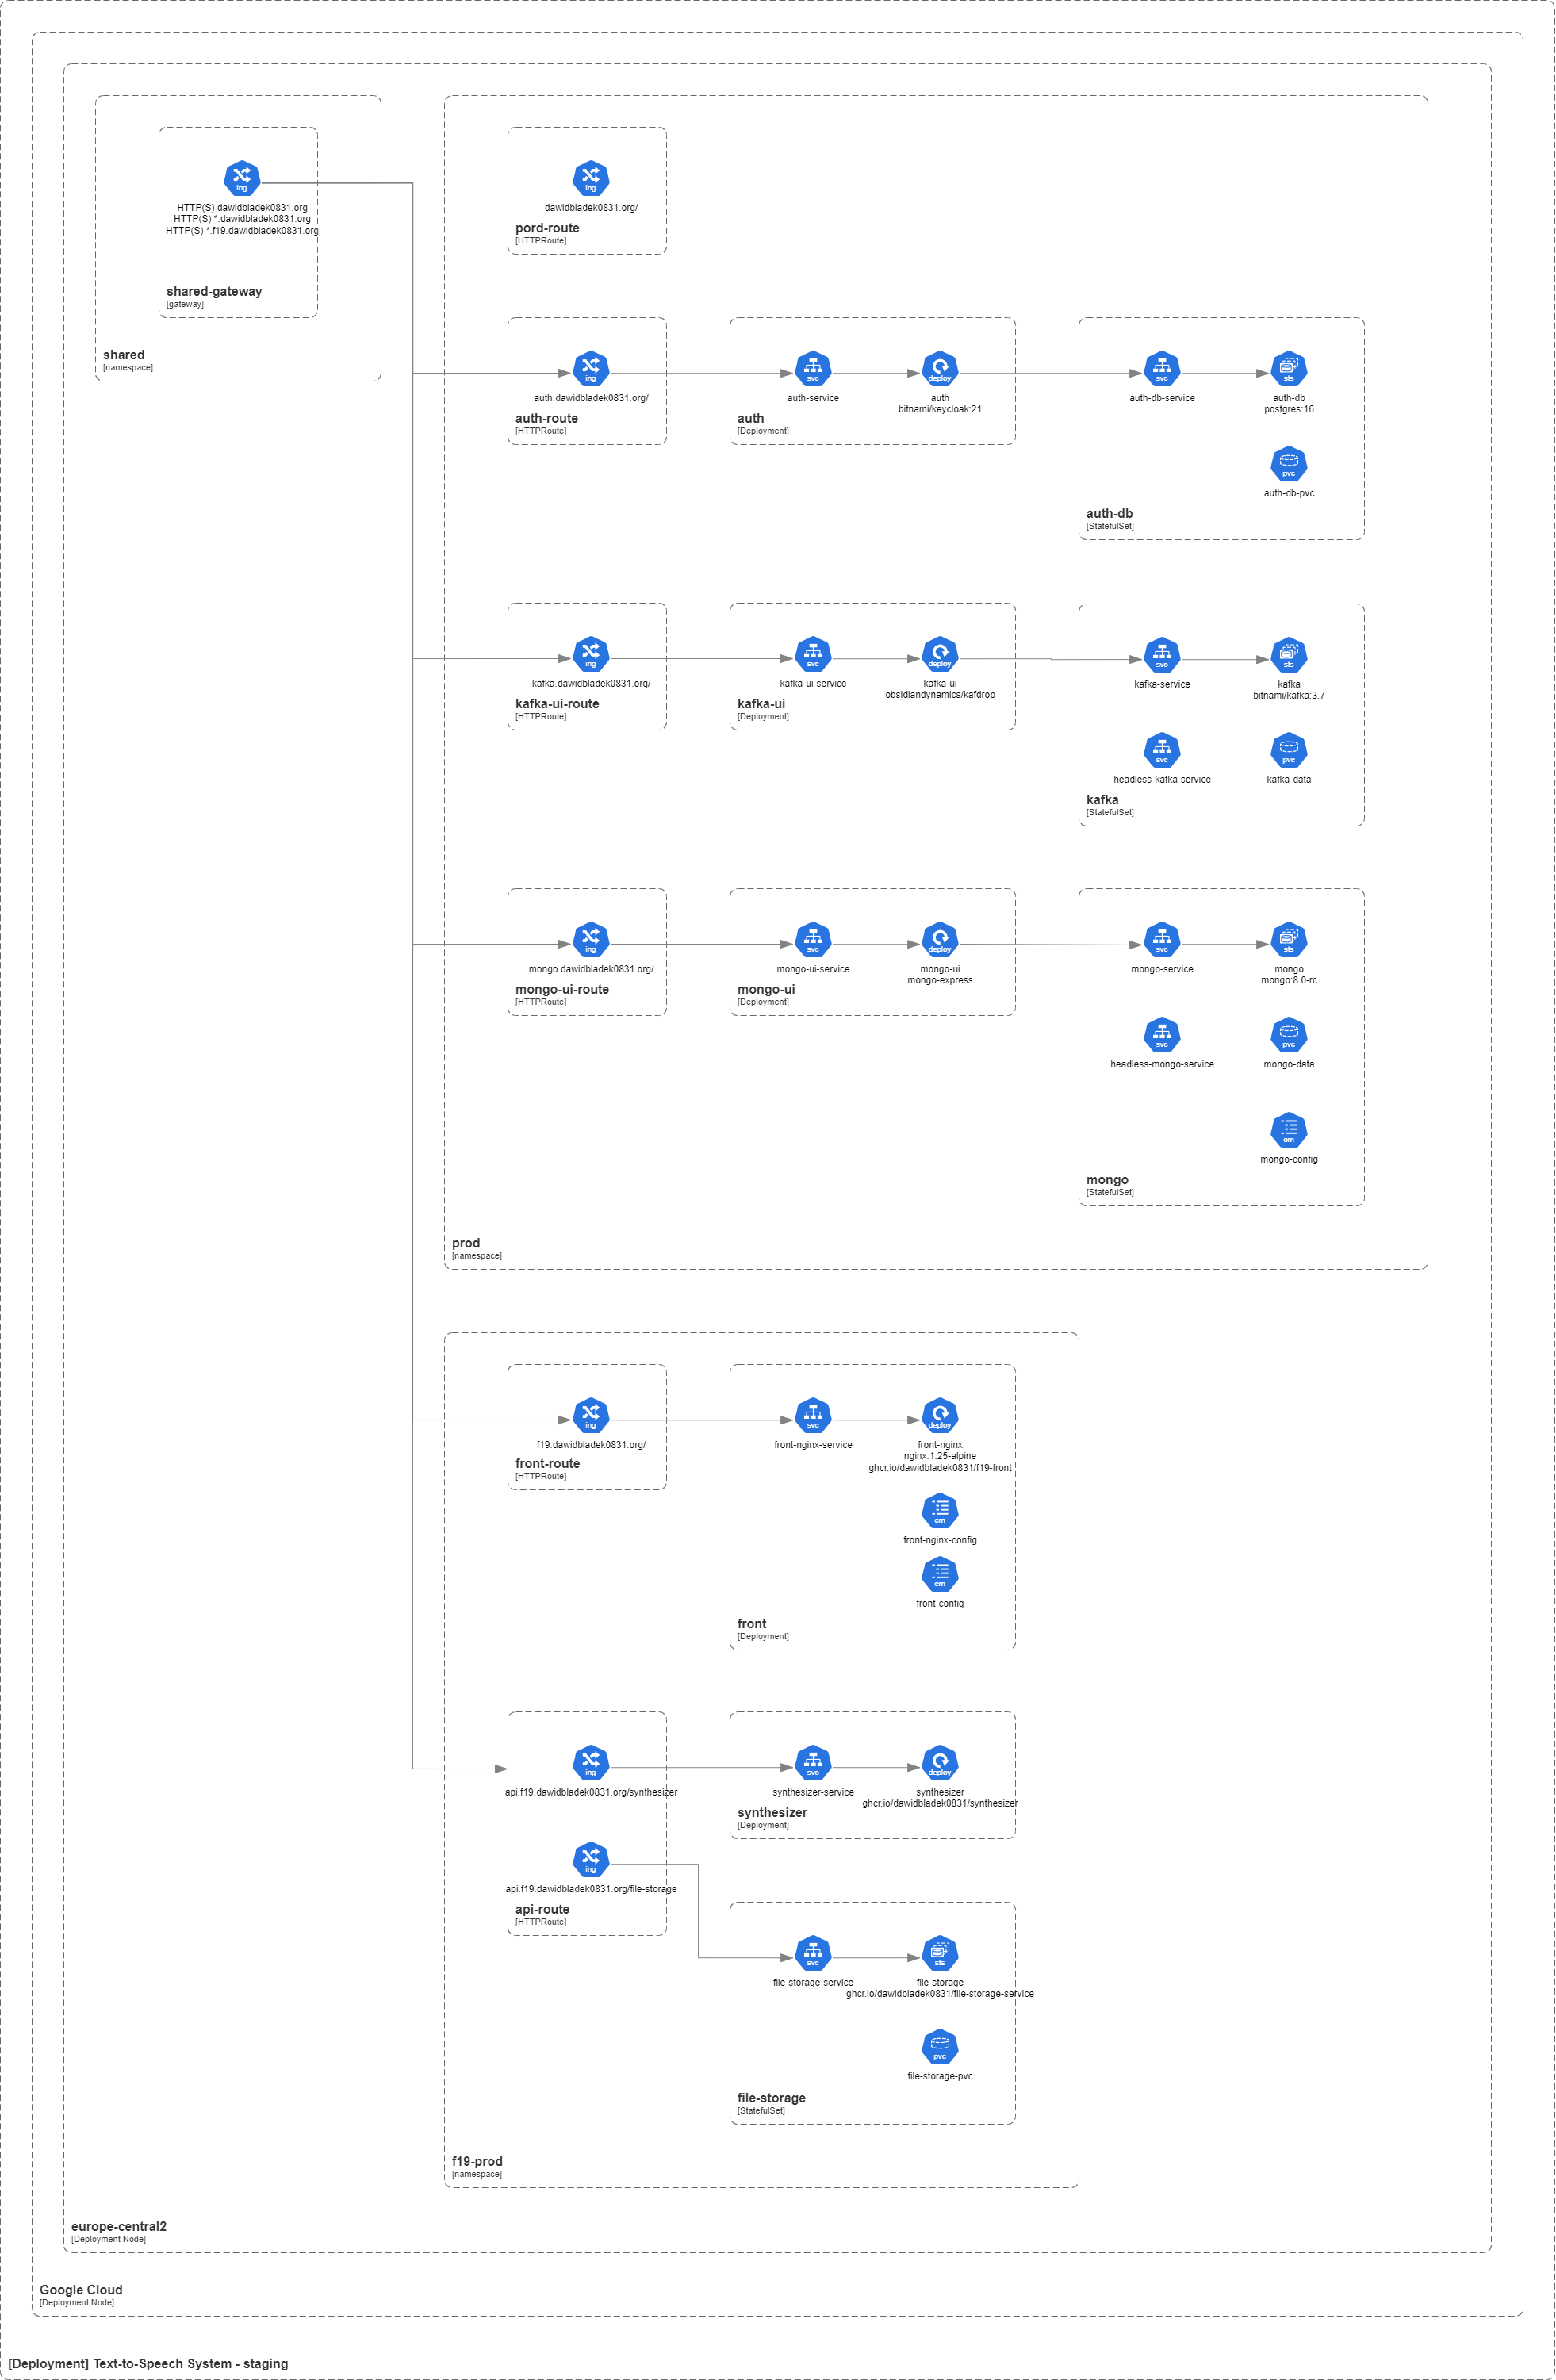 ing
HTTP(S) dawidbladek0831.org
HTTP(S) *.dawidbladek0831.org
HTTP(S) *.f19.dawidbladek0831.org
shared-gateway
[gateway]
shared
[namespace]
ing
dawidbladek0831.org/
pord-route
[HTTPRoute]
ing
auth.dawidbladek0831.org/
auth-route
[HTTPRoute]
svc
auth-service
deploy
auth
bitnami/keycloak:21
auth
[Deployment]
svc
auth-db-service
sts
auth-db
postgres:16
pvc
auth-db-pvc
auth-db
[StatefulSet]
ing
kafka.dawidbladek0831.org/
kafka-ui-route
[HTTPRoute]
svc
kafka-ui-service
deploy
kafka-ui
obsidiandynamics/kafdrop
kafka-ui
[Deployment]
svc
kafka-service
sts
kafka
bitnami/kafka:3.7
svc
headless-kafka-service
pvc
kafka-data
kafka
[StatefulSet]
ing
mongo.dawidbladek0831.org/
mongo-ui-route
[HTTPRoute]
svc
mongo-ui-service
deploy
mongo-ui
mongo-express
mongo-ui
[Deployment]
svc
mongo-service
sts
mongo
mongo:8.0-rc
svc
headless-mongo-service
pvc
mongo-data
cm
mongo-config
mongo
[StatefulSet]
prod
[namespace]
ing
f19.dawidbladek0831.org/
front-route
[HTTPRoute]
svc
front-nginx-service
deploy
front-nginx
nginx:1.25-alpine
ghcr.io/dawidbladek0831/f19-front
cm
front-nginx-config
cm
front-config
front
[Deployment]
ing
api.f19.dawidbladek0831.org/synthesizer
ing
api.f19.dawidbladek0831.org/file-storage
api-route
[HTTPRoute]
svc
synthesizer-service
deploy
synthesizer
ghcr.io/dawidbladek0831/synthesizer
synthesizer
[Deployment]
svc
file-storage-service
sts
file-storage
ghcr.io/dawidbladek0831/file-storage-service
pvc
file-storage-pvc
file-storage
[StatefulSet]
f19-prod
[namespace]
europe-central2
[Deployment Node]
Google Cloud
[Deployment Node]
[Deployment] Text-to-Speech System - staging